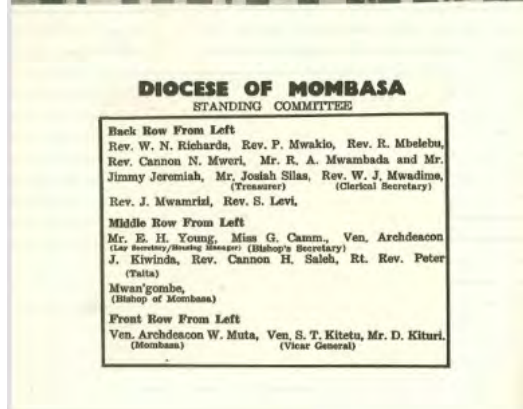 DIOCESE OF MOMBASA
STANDING COMMITTEE
Back Row From Left
Rev. W. N. Richards, Rev. P. Mwakio, Rev. R. Mbelebu,
Rev. Cannon N. Mweri, Mr. R. A. Mwambada and Mr.
Jimmy Jeremiah, Mr. Josiah Silas, Rev. W. J. Mwadime,
(Treasurer) (Clerical Secretary)
Rev. J. Mwamrizi, Rev. S. Levi,
Middle Row From Left
Mr. E. H. Young, Miss G. Camm., Ven. Archdeacon
(Lay Secretary/Housing Manager) (Bishop's Secretary)
J. Kiwinda, Rev. Cannon H. Saleh, Rt. Rev. Peter
(Taita)
Mwan'gombe,
(Bishop of Mombasa)
Front Row From Left
Ven. Archdeacon W. Muta, Ven, S. T. Kitetu, Mr. D. Kituri.
(Mombasa) (Vicar General)